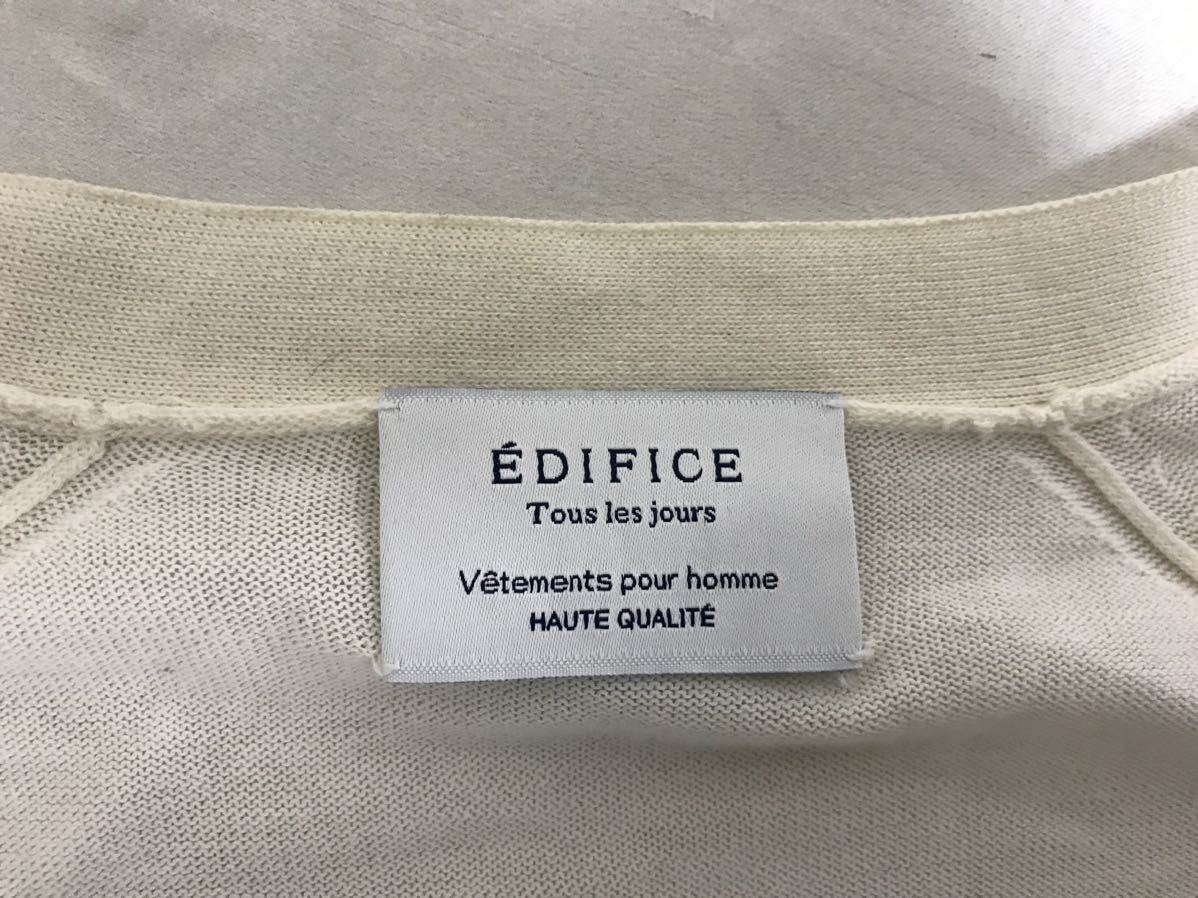 ÉDIFICE
Tous les jours
Vêtements pour homme
HAUTE QUALITÉ